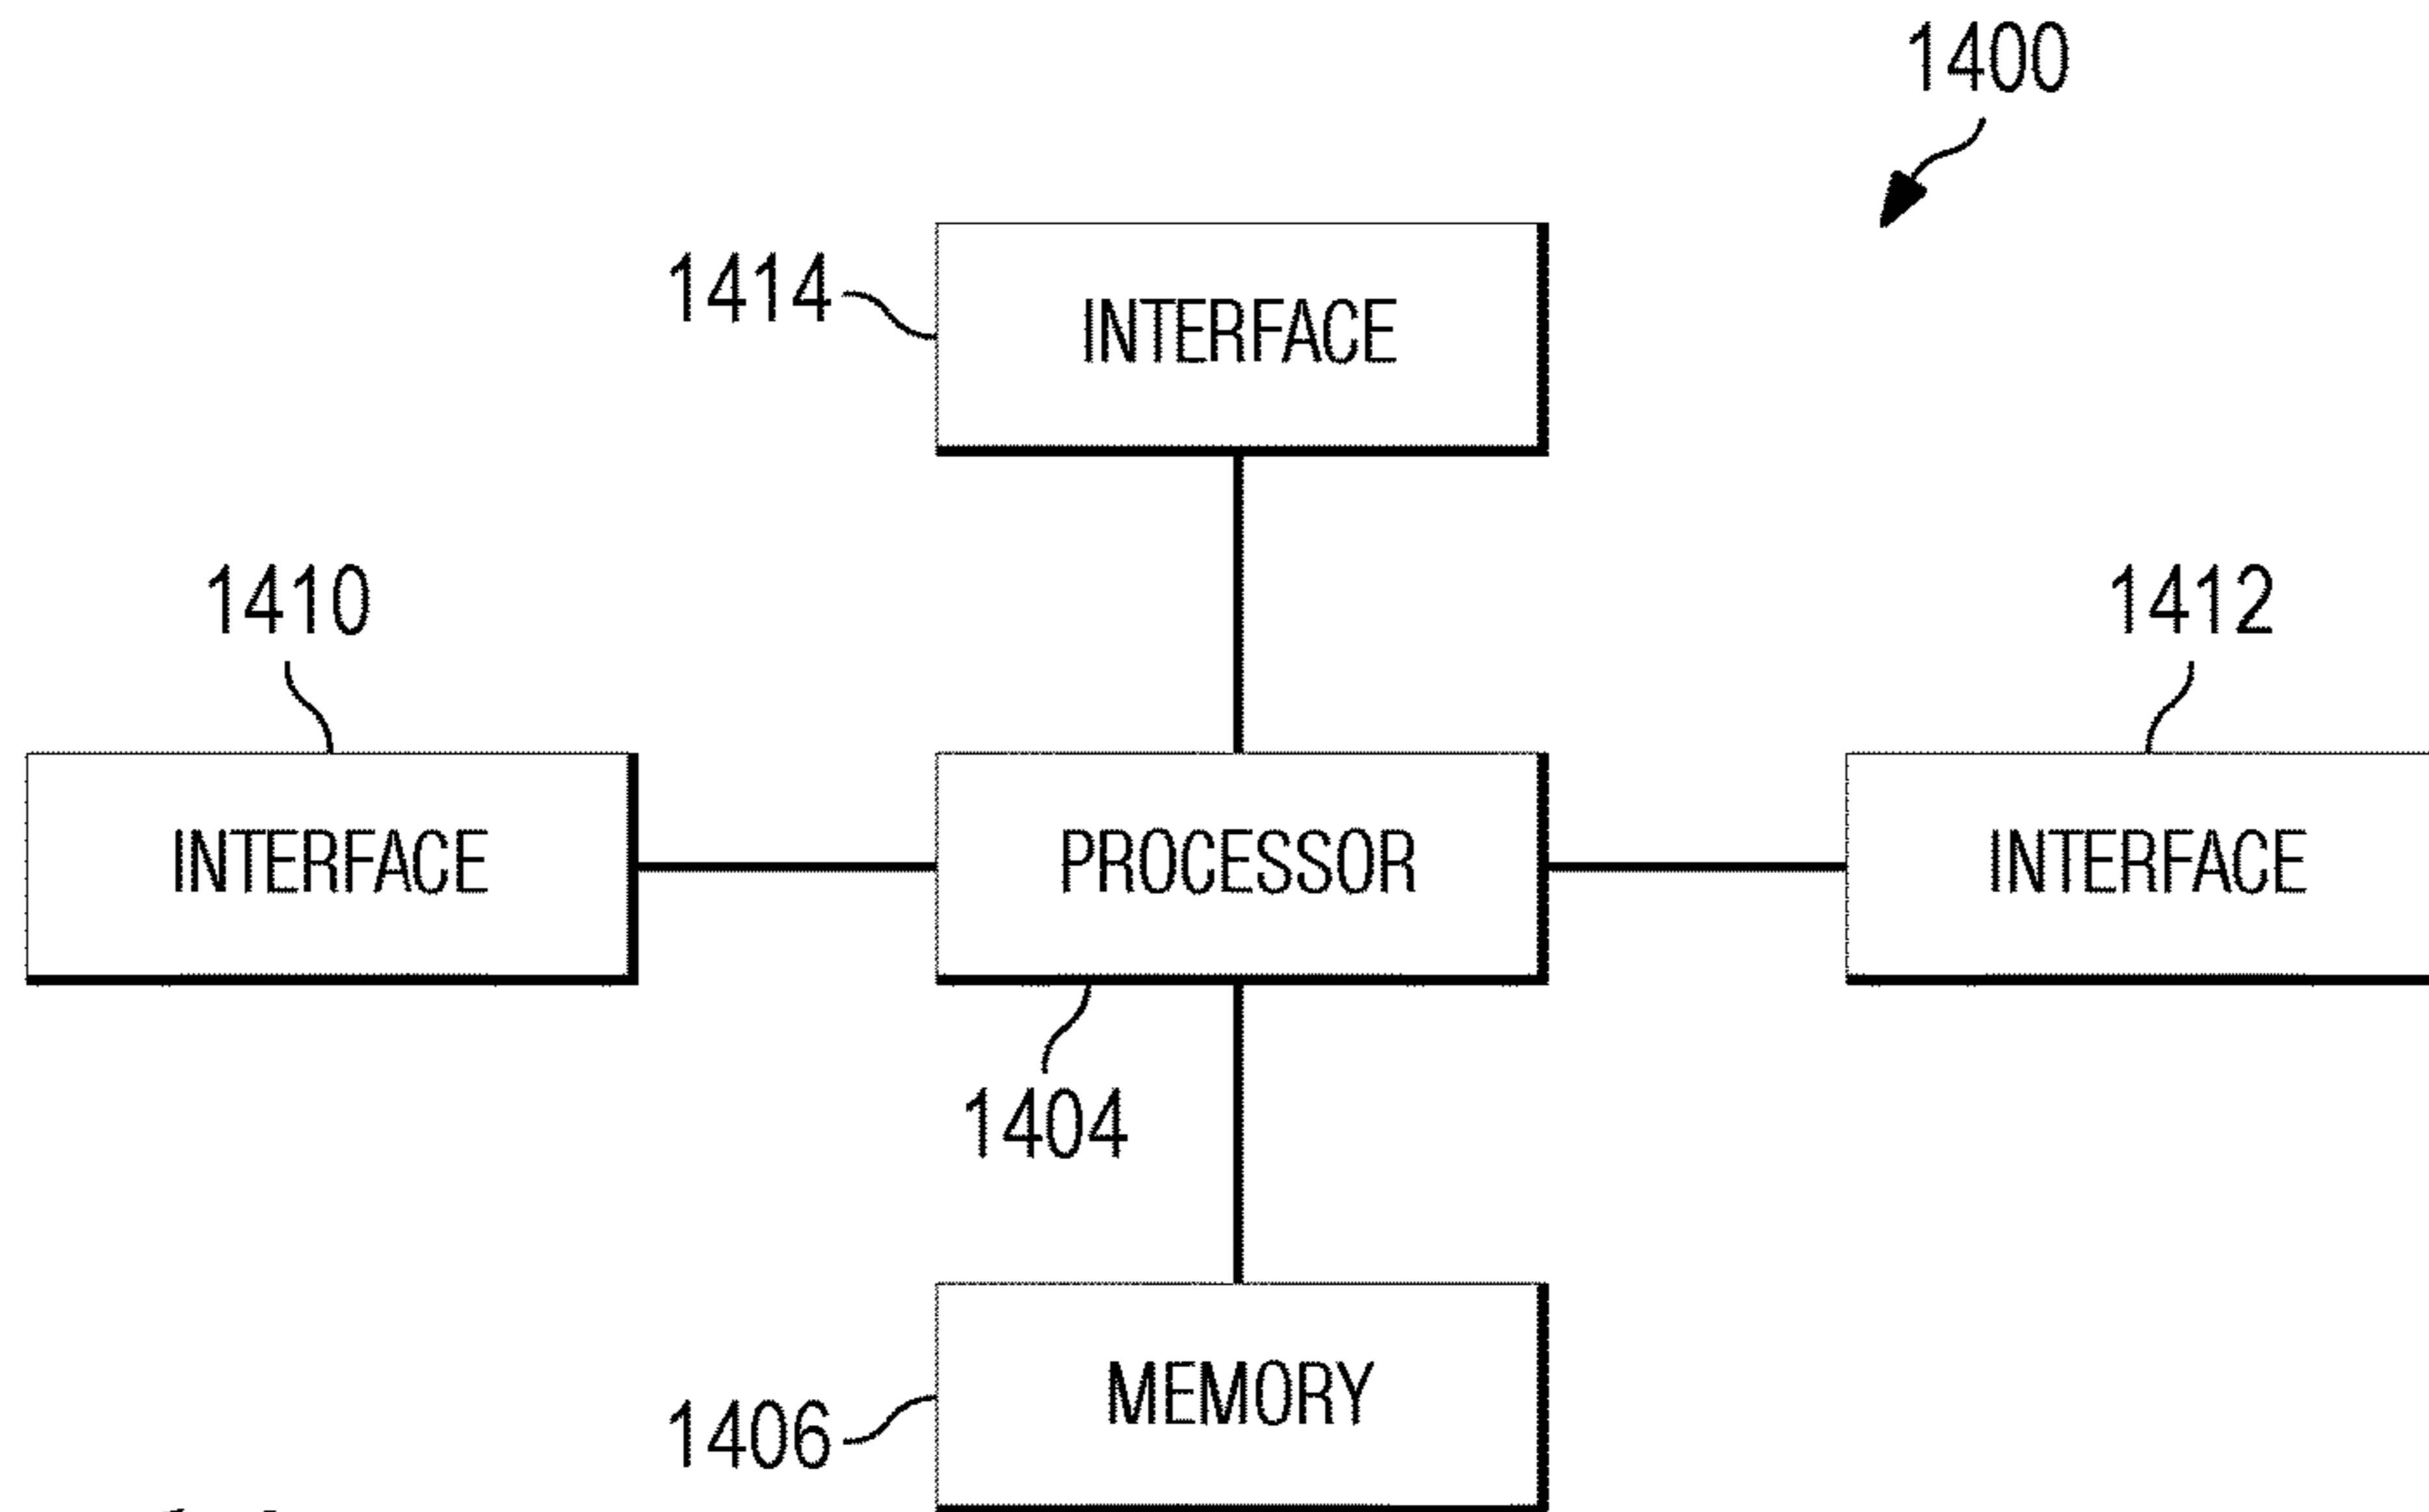 1400
1414
INTERFACE
1410
1412
INTERFACE
PROCESSOR
INTERFACE
1404
MEMORY
1406